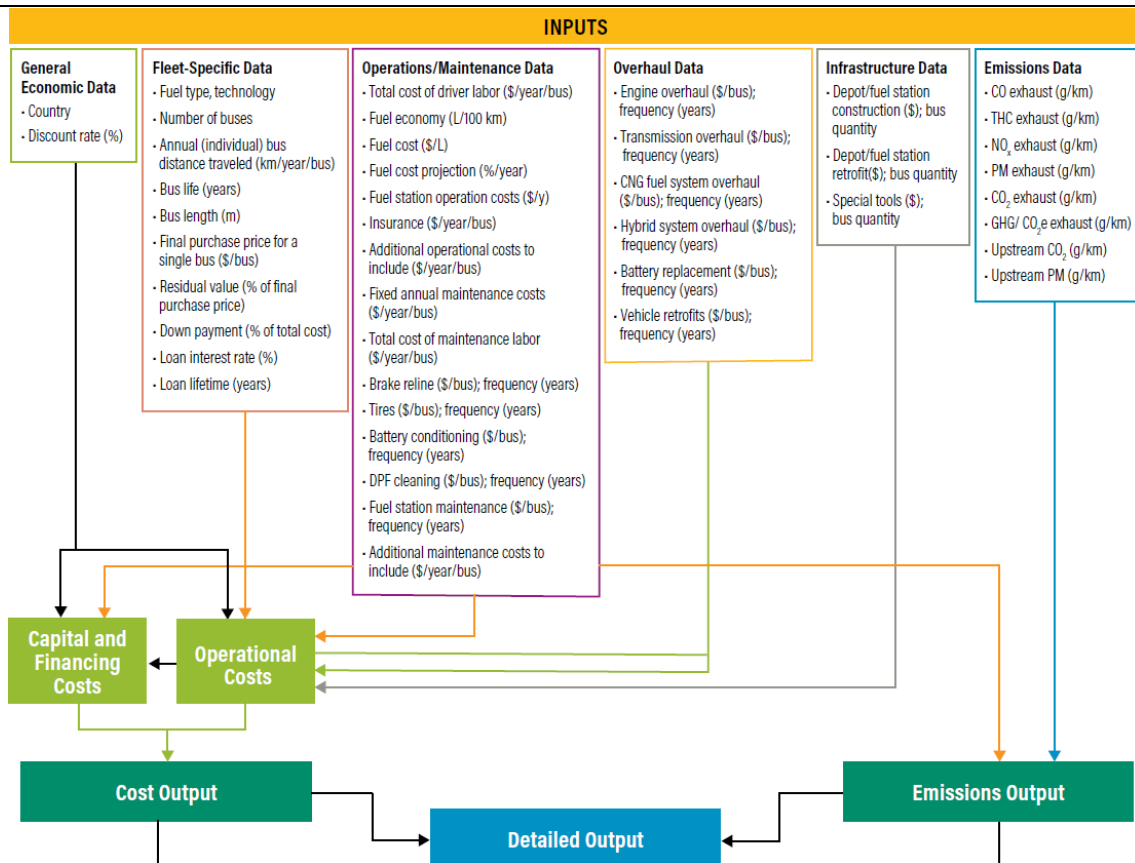 INPUTS
General
Economic Data
· Country
· Discount rate (%)
Fleet-Specific Data
· Fuel type, technology
· Number of buses
· Annual (individual) bus
distance traveled (km/year/bus)
· Bus life (years)
· Bus length (m)
· Final purchase price for a
single bus ($/bus)
· Residual value (% of final
purchase price)
· Down payment (% of total cost)
· Loan interest rate (%)
· Loan lifetime (years)
Operations/Maintenance Data
· Total cost of driver labor ($/year/bus)
· Fuel economy (L/100 km)
· Fuel cost ($/L)
· Fuel cost projection (%/year)
· Fuel station operation costs ($/y)
· Insurance ($/year/bus)
· Additional operational costs to
include ($/year/bus)
· Fixed annual maintenance costs
($/year/bus)
· Total cost of maintenance labor
($/year/bus)
· Brake reline ($/bus); frequency (years)
· Tires ($/bus); frequency (years)
· Battery conditioning ($/bus);
frequency (years)
· DPF cleaning ($/bus); frequency (years)
· Fuel station maintenance ($/bus);
frequency (years)
· Additional maintenance costs to
include ($/year/bus)
Overhaul Data
· Engine overhaul ($/bus);
frequency (years)
· Transmission overhaul ($/bus);
frequency (years)
· CNG fuel system overhaul
($/bus); frequency (years)
· Hybrid system overhaul ($/bus);
frequency (years)
· Battery replacement ($/bus);
frequency (years)
· Vehicle retrofits ($/bus);
frequency (years)
Infrastructure Data
· Depot/fuel station
construction ($); bus
quantity
· Depot/fuel station
retrofit($); bus quantity
· Special tools ($);
bus quantity
Emissions Data
· CO exhaust (g/km)
· THC exhaust (g/km)
· NOx exhaust (g/km)
· PM exhaust (g/km)
· CO2 exhaust (g/km)
· GHG/ CO2e exhaust (g/km)
· Upstream CO2 (g/km)
· Upstream PM (g/km)
Capital and
Financing
Costs
Operational
Costs
Cost Output
Emissions Output
Detailed Output